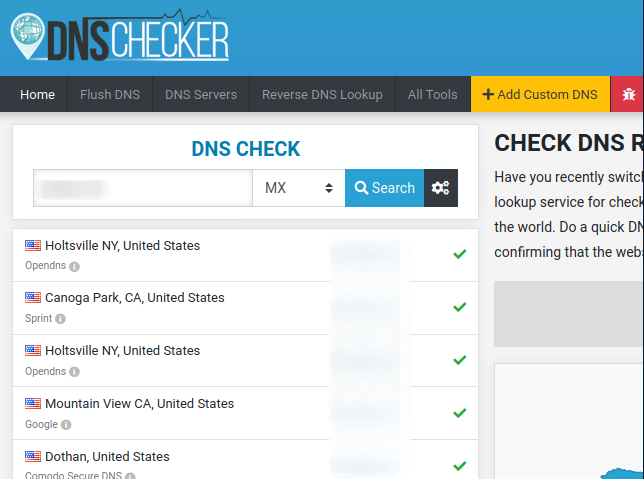 DNSCHECKER
Home Flush DNS DNS Servers Reverse DNS Lookup All Tools + Add Custom DNS
DNS CHECK
MX Search
Holtsville NY, United States
Opendns
Canoga Park, CA, United States
Sprint
Holtsville NY, United States
Opendns
Mountain View CA, United States
Google
Dothan, United States
Comodo Secure DNS
CHECK DNS R
Have you recently switcl
lookup service for check
the world. Do a quick DN
confirming that the web